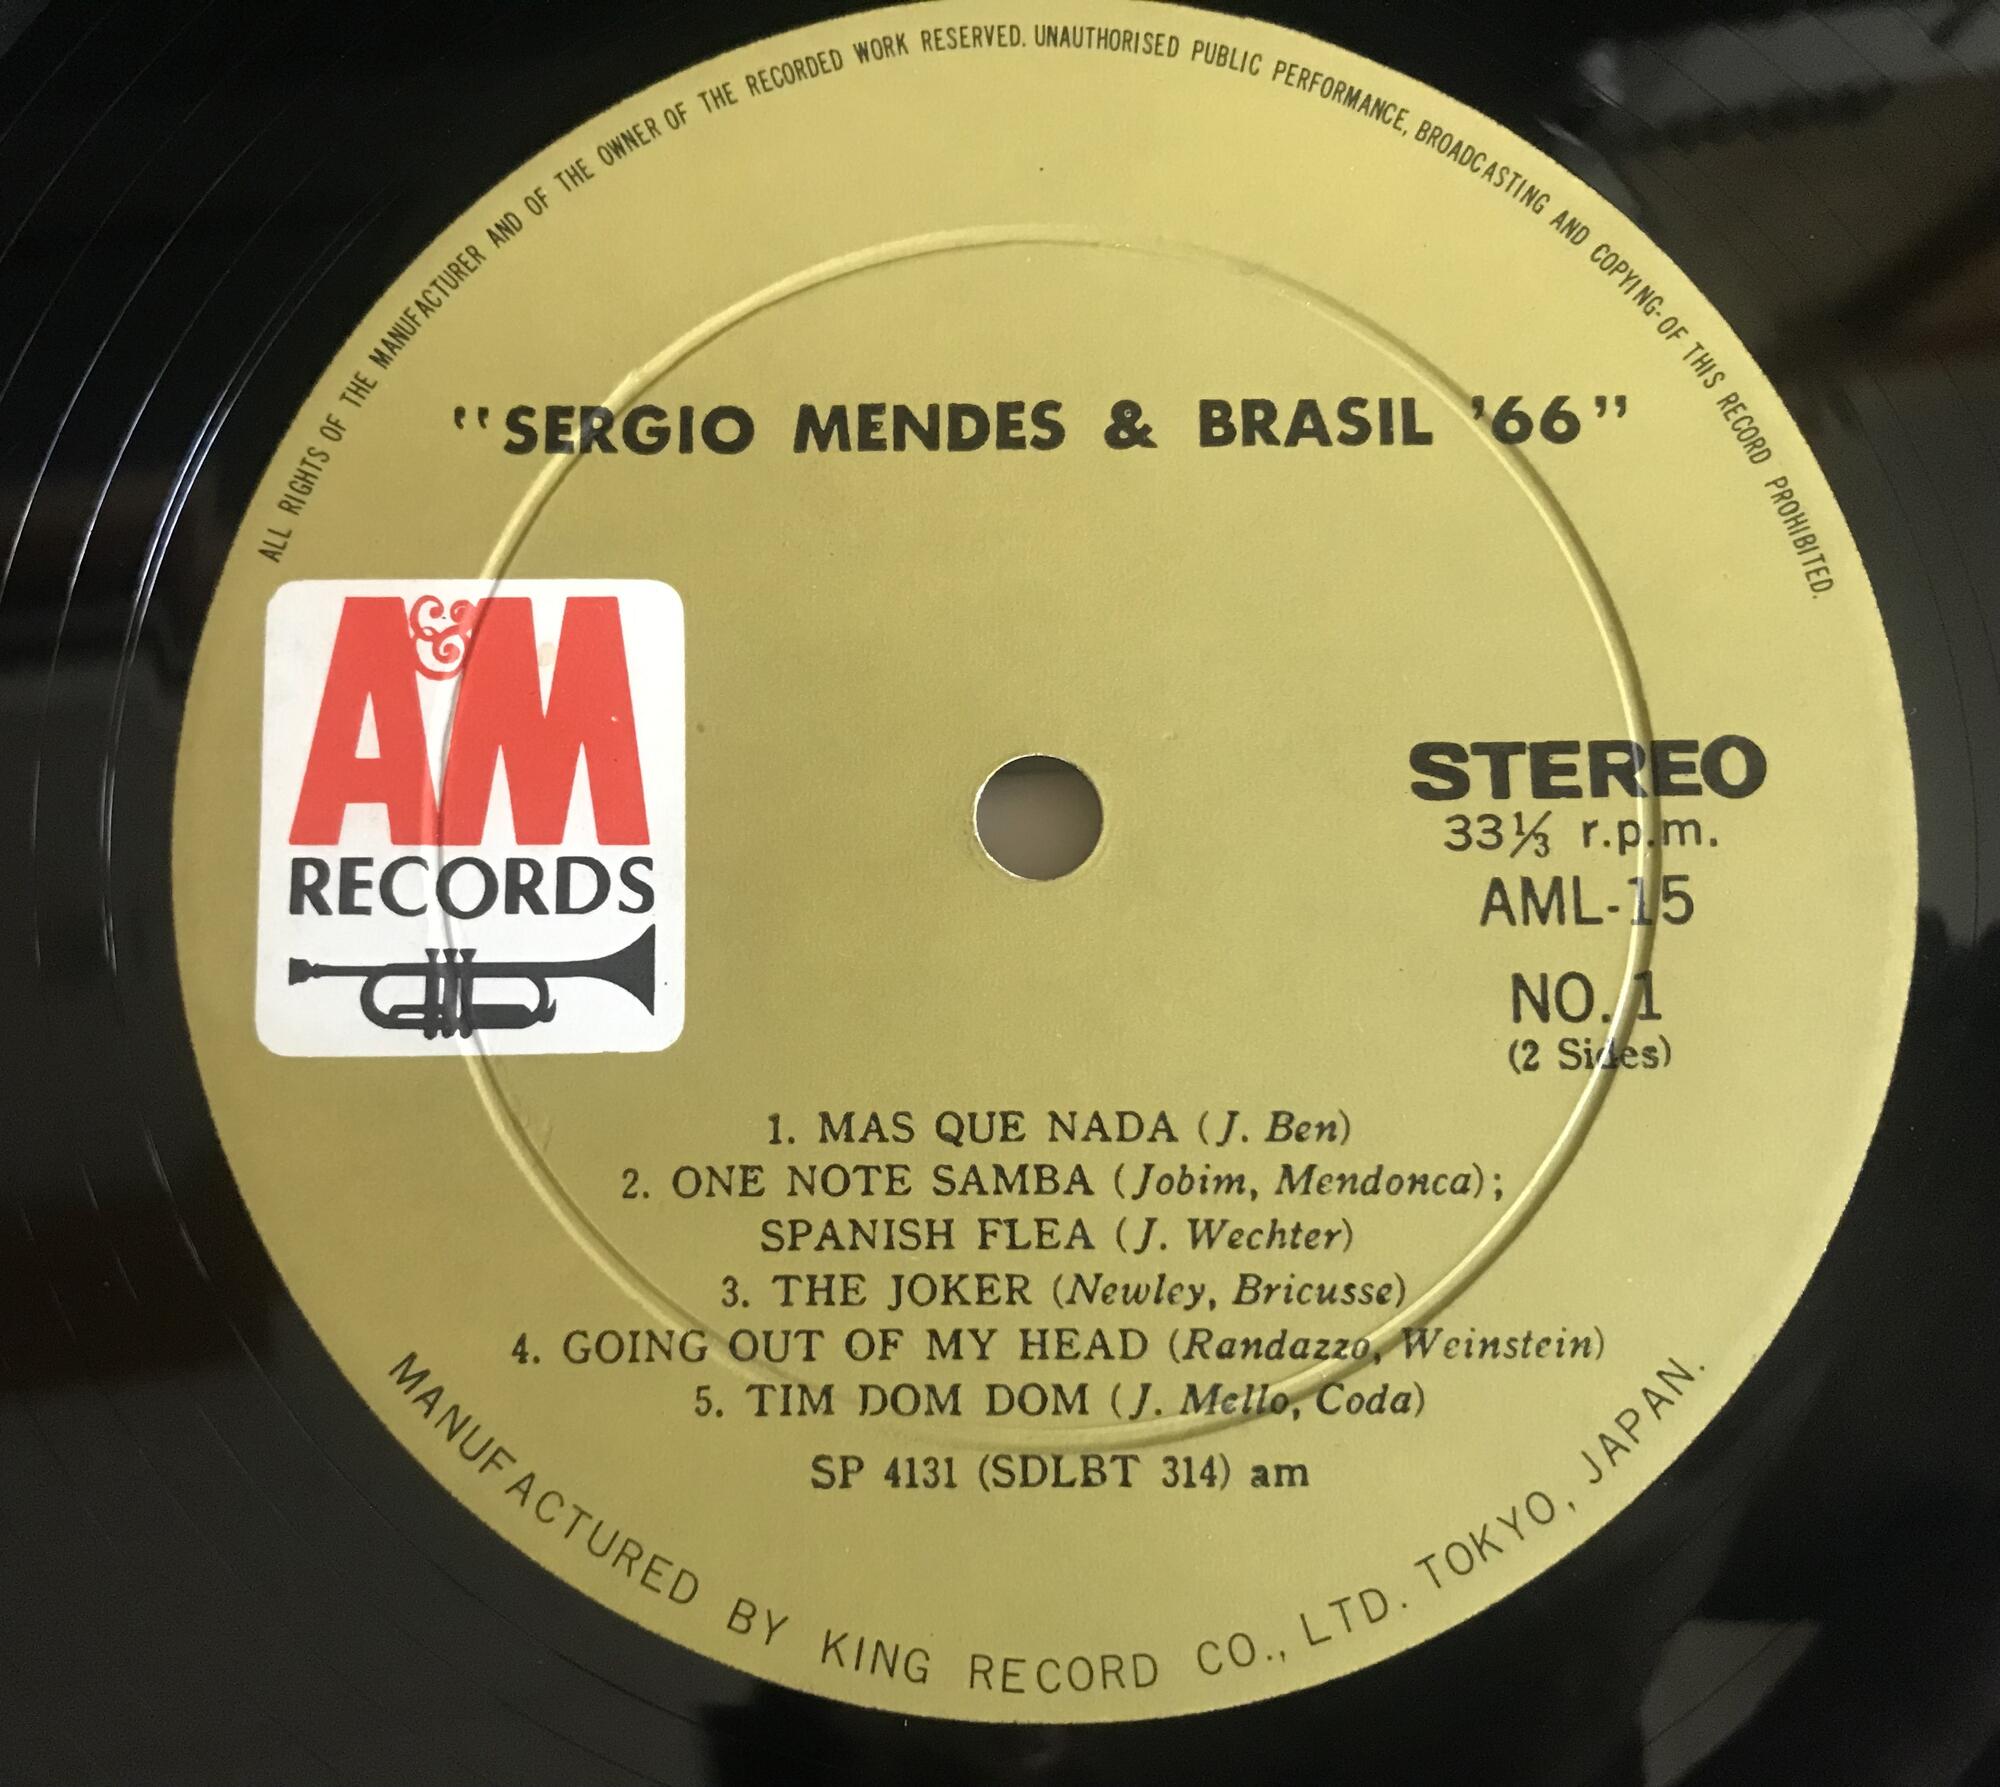 ALL RIGHTS OF THE MANUFACTURER AND OF THE OWNER OF THE RECORDED WORK RESERVED. UNAUTHORISED PUBLIC PERFORMANCE, BROADCASTING AND COPYING OF THIS RECORD PROHIBITED.
"SERGIO MENDES & BRASIL '66"
A&M
RECORDS
STEREO
33⅓ r.p.m.
AML-15
NO. 1
(2 Sides)
1. MAS QUE NADA (J. Ben)
2. ONE NOTE SAMBA (Jobim, Mendonca);
SPANISH FLEA (J. Wechter)
3. THE JOKER (Newley, Bricusse)
4. GOING OUT OF MY HEAD (Randazzo, Weinstein)
5. TIM DOM DOM (J. Mello, Coda)
SP 4131 (SDLBT 314) am
MANUFACTURED BY KING RECORD CO., LTD. TOKYO, JAPAN.